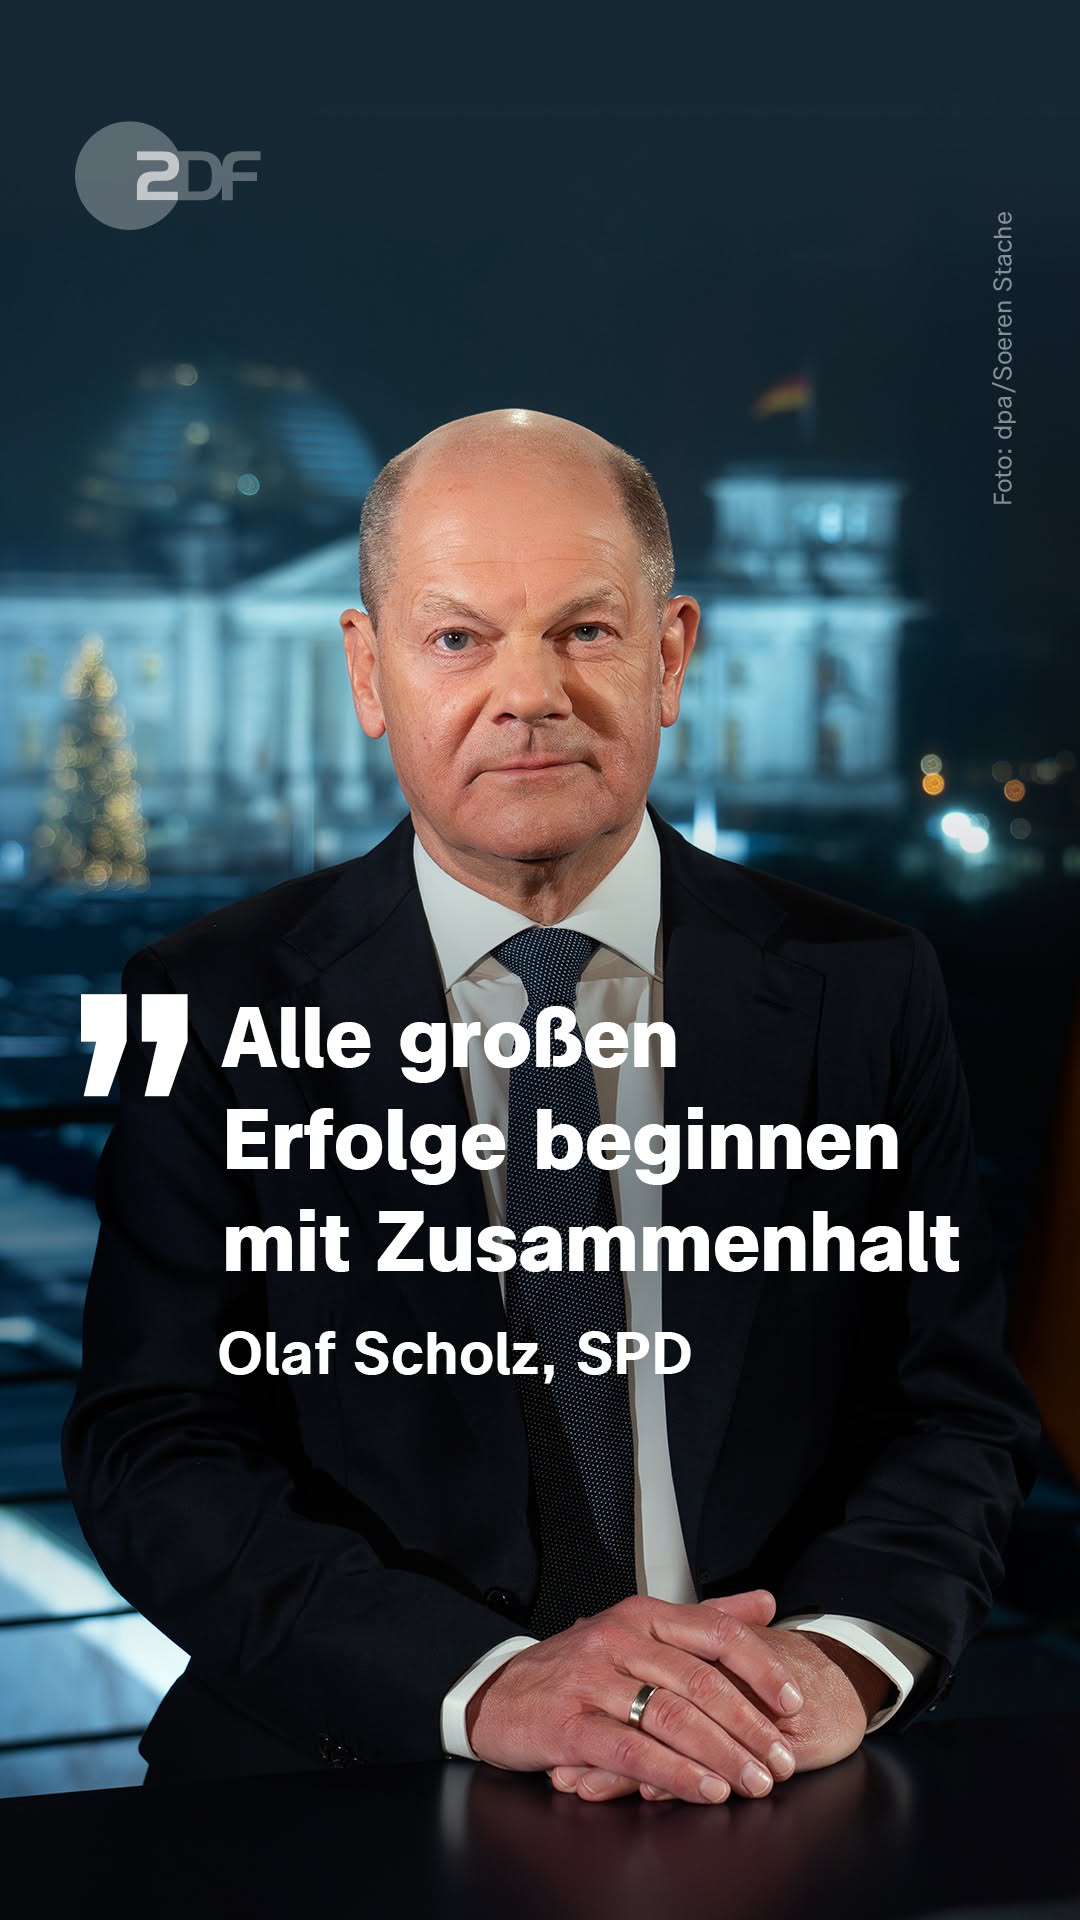 ZDF
Foto: dpa/Soeren Stache
„Alle großen
Erfolge beginnen
mit Zusammenhalt
Olaf Scholz, SPD